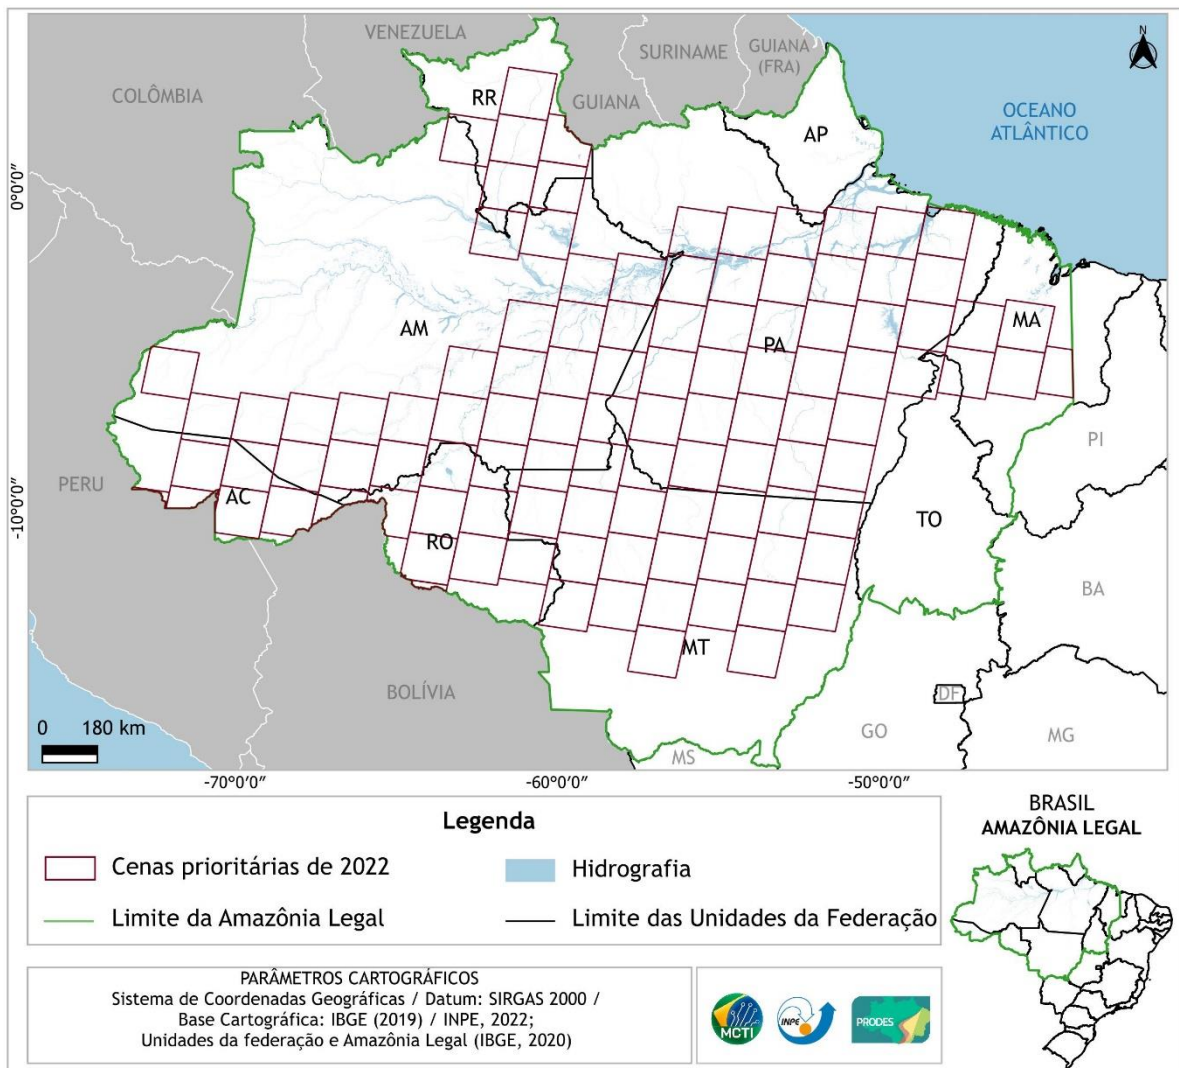 VENEZUELA
SURINAME
GUIANA
(FRA)
COLÔMBIA
GUIANA
RR
AP
OCEANO
ATLÂNTICO
N
0°0'0"
AM
PA
MA
PI
PERU
AC
-10°0'0"
RO
TO
BA
MT
BOLÍVIA
DF
GO
MG
MS
0 180 km
-70°0'0"
-60°0'0"
-50°0'0"
Legenda
Cenas prioritárias de 2022
Hidrografia
Limite da Amazônia Legal
Limite das Unidades da Federação
BRASIL
AMAZÔNIA LEGAL
PARÂMETROS CARTOGRÁFICOS
Sistema de Coordenadas Geográficas / Datum: SIRGAS 2000 /
Base Cartográfica: IBGE (2019) / INPE, 2022;
Unidades da federação e Amazônia Legal (IBGE, 2020)
MCTI
INPE
PRODES